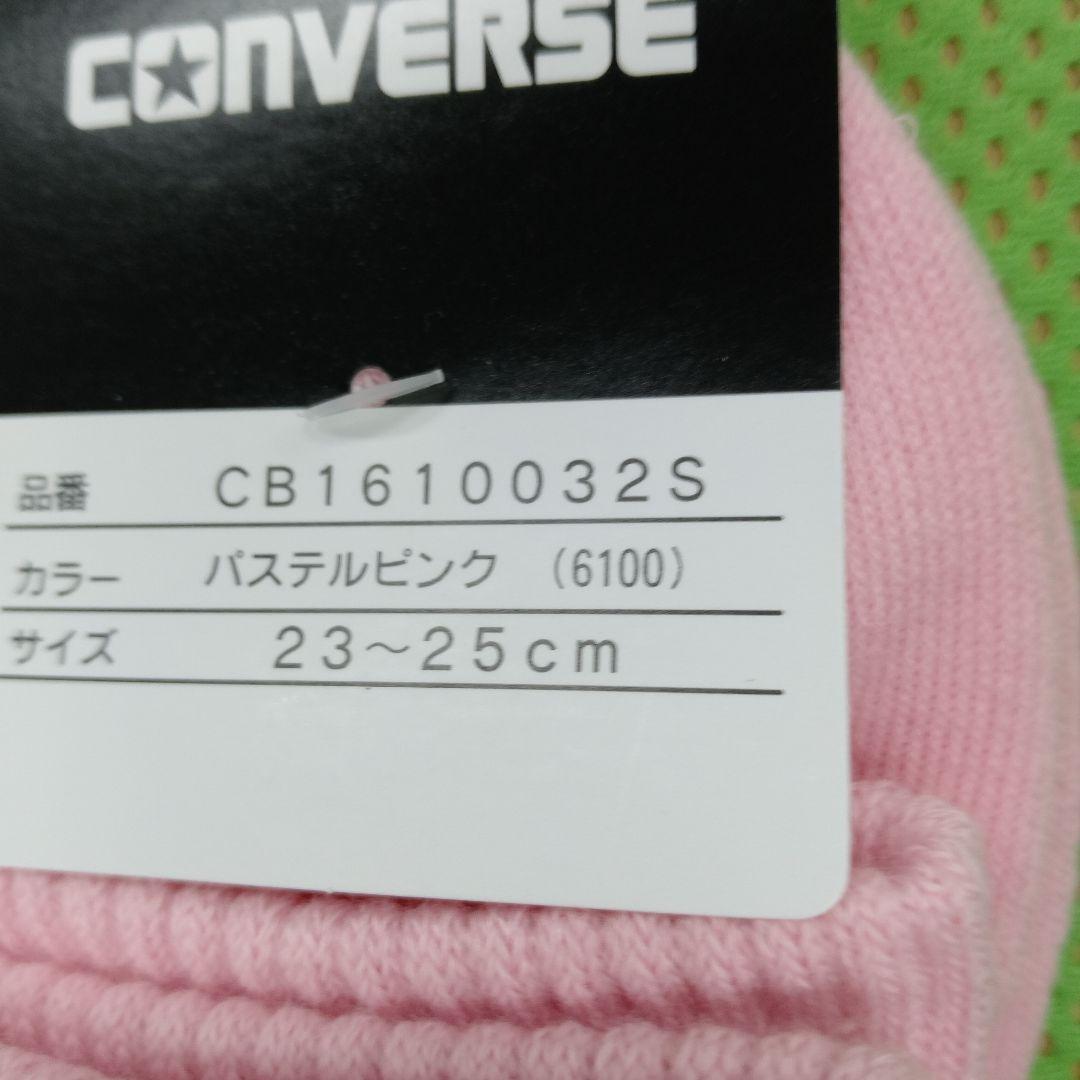 CONVERSE
品番 CB1610032S
カラー パステルピンク (6100)
サイズ 23~25cm